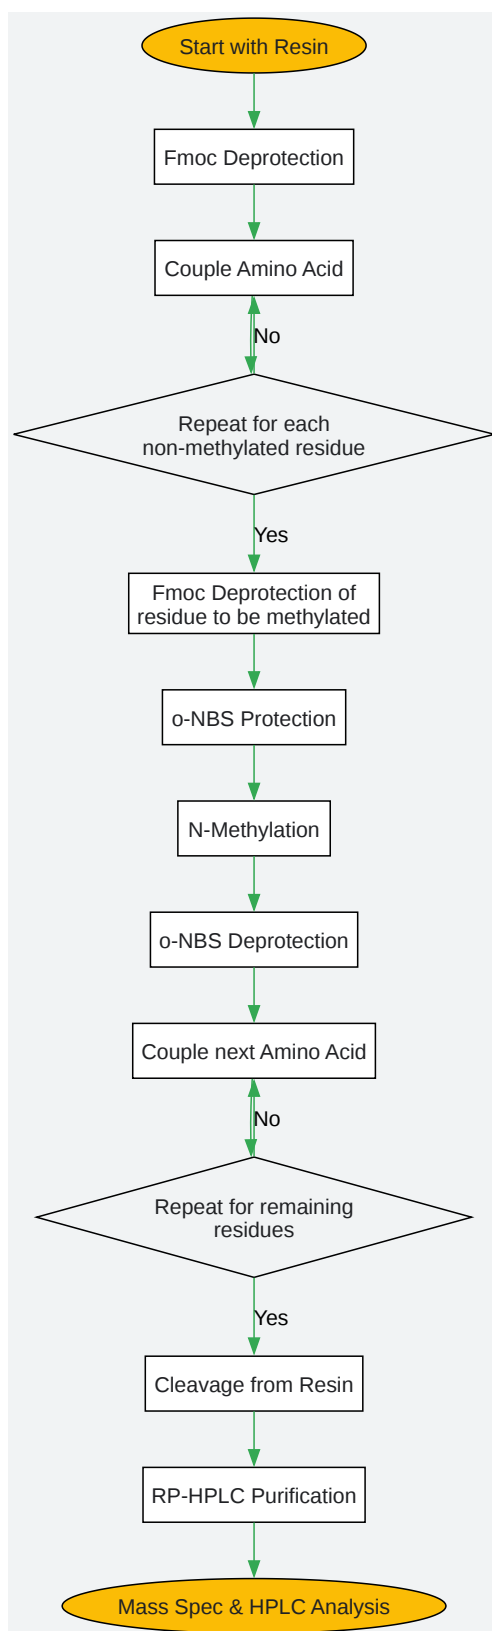 Start with Resin
Fmoc Deprotection
Couple Amino Acid
No
Repeat for each
non-methylated residue
Yes
Fmoc Deprotection of
residue to be methylated
o-NBS Protection
N-Methylation
o-NBS Deprotection
Couple next Amino Acid
No
Repeat for remaining
residues
Yes
Cleavage from Resin
RP-HPLC Purification
Mass Spec & HPLC Analysis